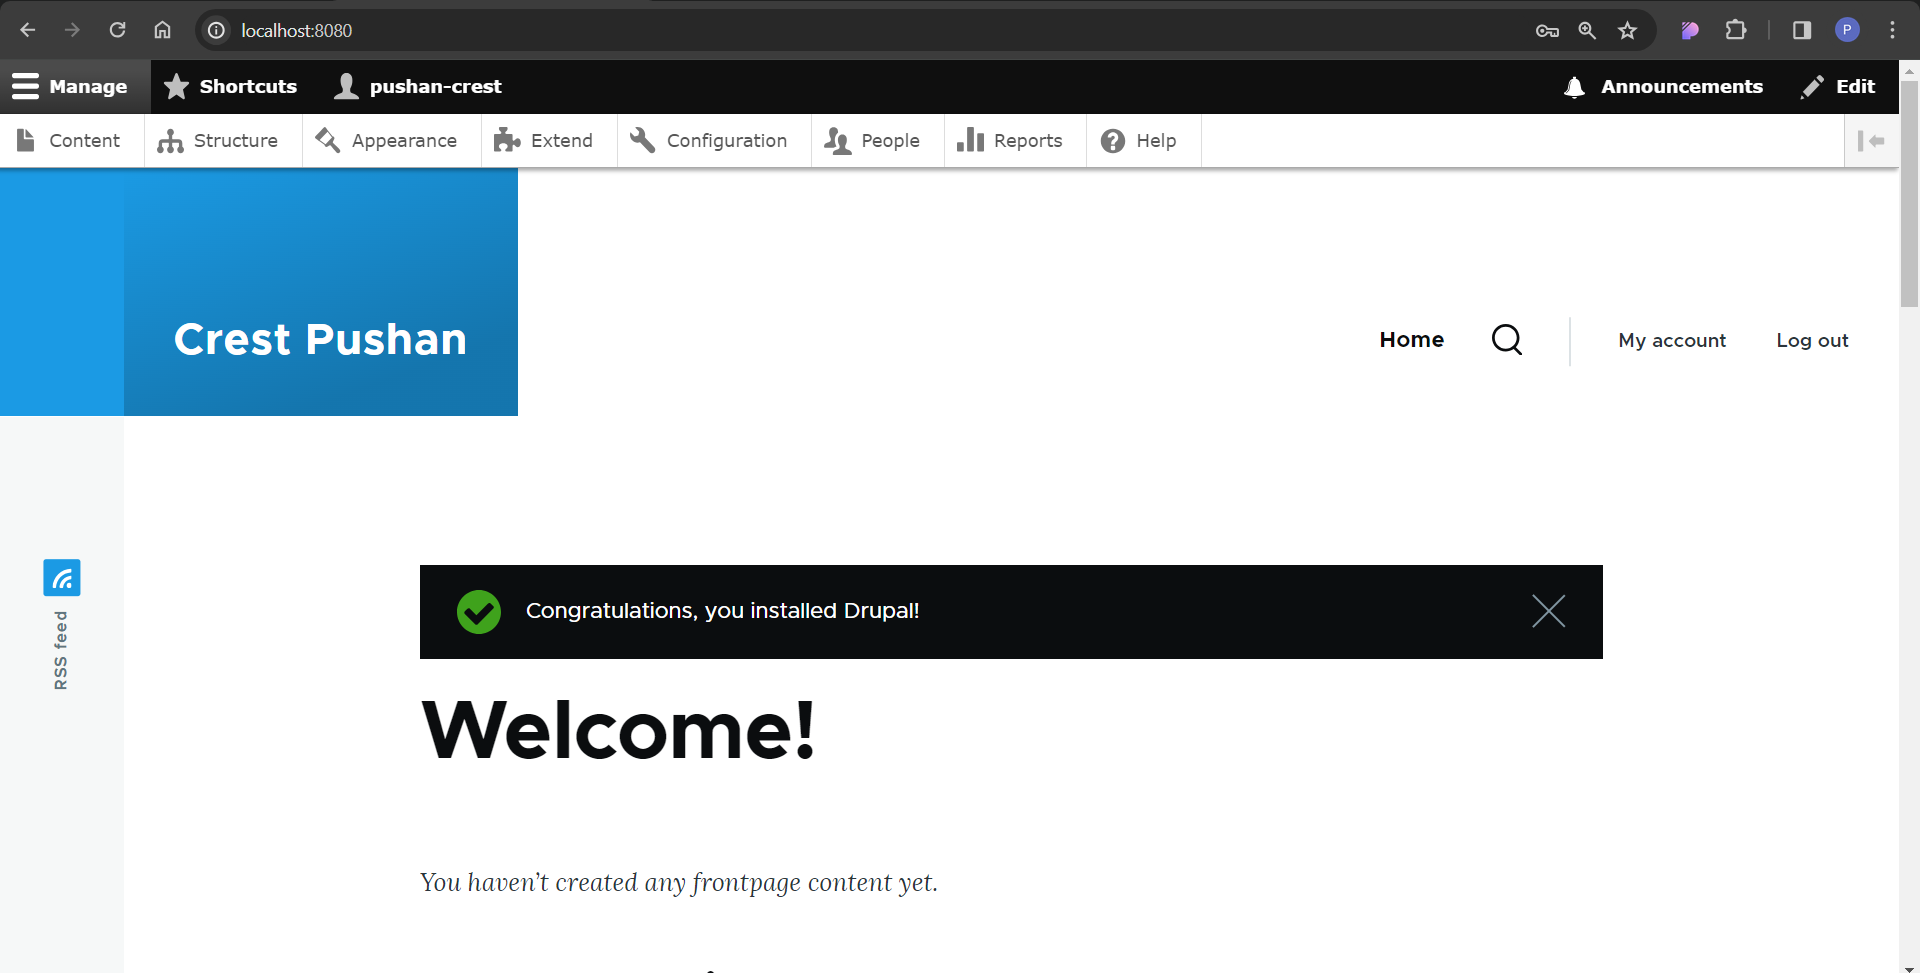 localhost:8080
P
Manage Shortcuts pushan-crest Announcements Edit
Content Structure Appearance Extend Configuration People Reports Help
Crest Pushan
Home My account Log out
RSS feed
Congratulations, you installed Drupal!
Welcome!
You haven’t created any frontpage content yet.